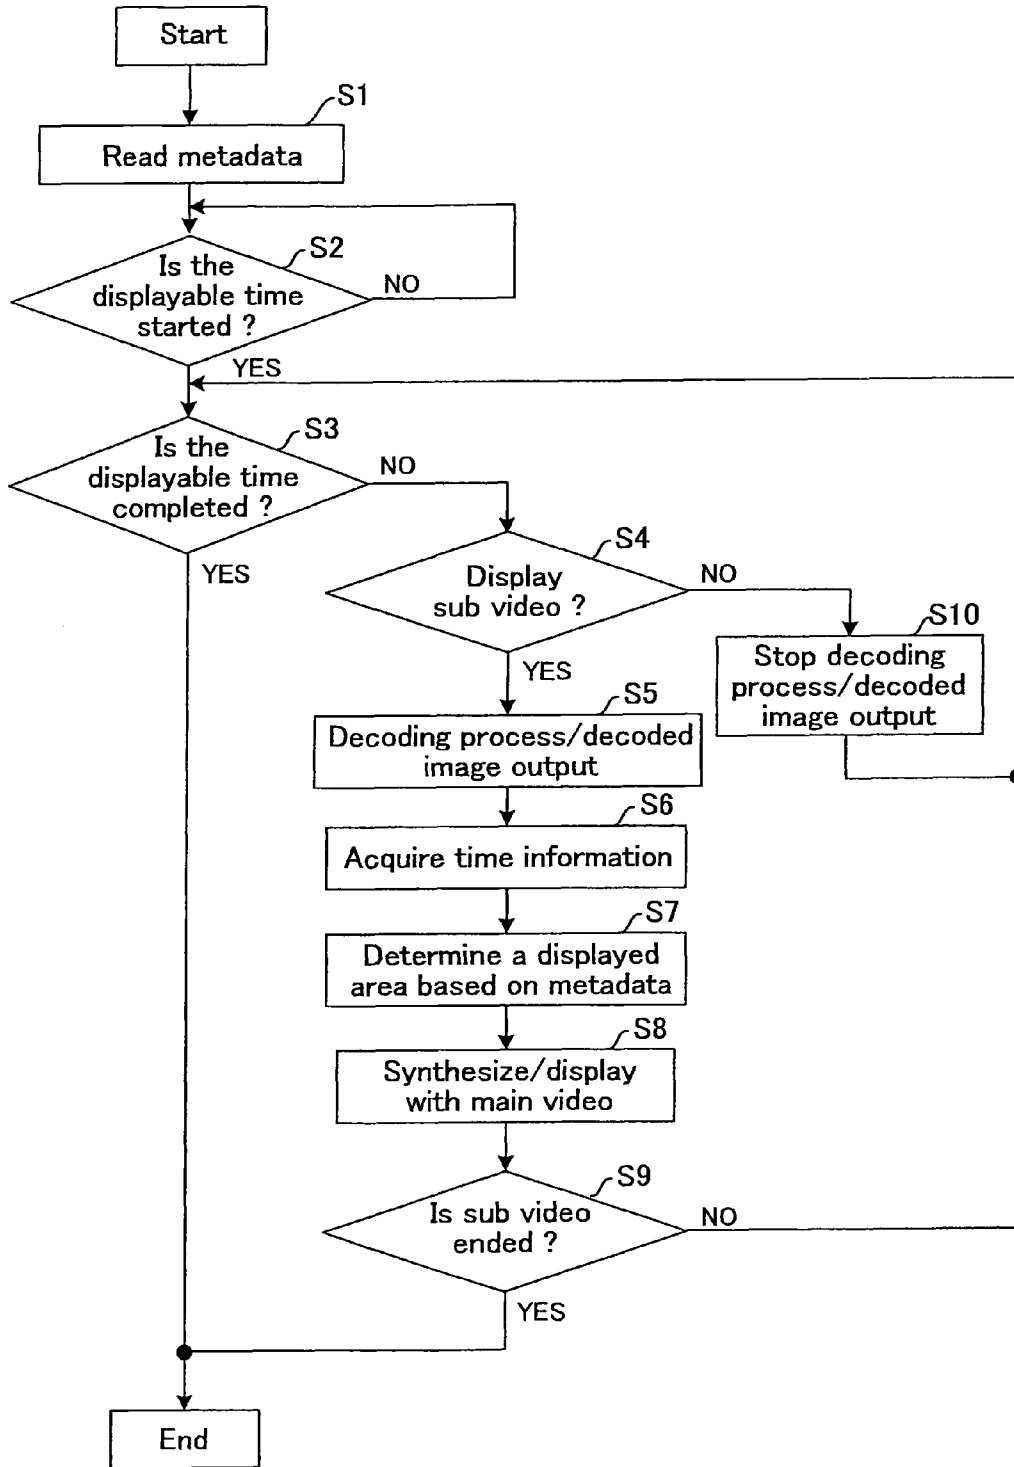 Start
S1
Read metadata
S2
Is the
displayable time
started ?
NO
YES
S3
Is the
displayable time
completed ?
NO
YES
S4
Display
sub video ?
NO
YES
S10
Stop decoding
process/decoded
image output
S5
Decoding process/decoded
image output
S6
Acquire time information
S7
Determine a displayed
area based on metadata
S8
Synthesize/display
with main video
S9
Is sub video
ended ?
NO
YES
End